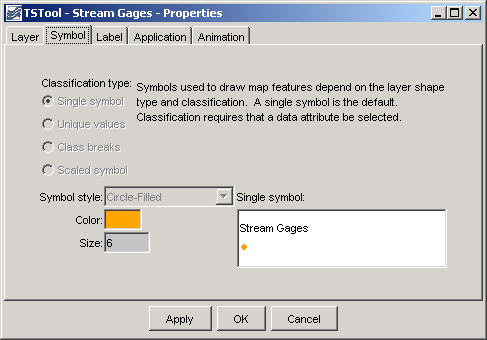 TSTool - Stream Gages - Properties
Layer Symbol Label Application Animation
Classification type:
Single symbol
Unique values
Class breaks
Scaled symbol
Symbols used to draw map features depend on the layer shape
type and classification. A single symbol is the default.
Classification requires that a data attribute be selected.
Symbol style: Circle-Filled
Color:
Size: 6
Single symbol:
Stream Gages
Apply OK Cancel